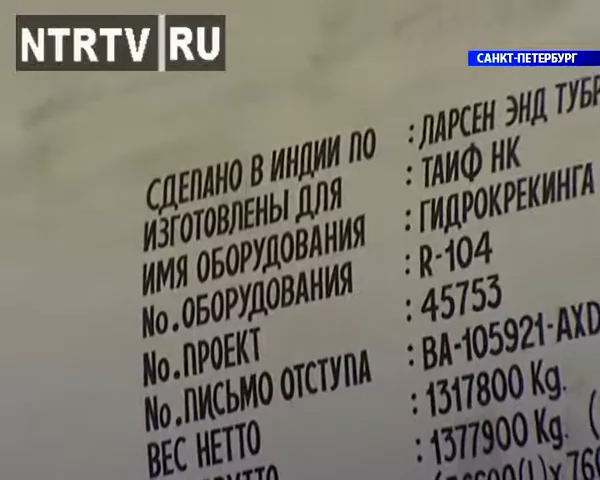 NTRTV RU
САНКТ-ПЕТЕРБУРГ
СДЕЛАНО В ИНДИИ ПО : ЛАРСЕН ЭНД ТУБР
ИЗГОТОВЛЕНЫ ДЛЯ : ТАИФ НК
ИМЯ ОБОРУДОВАНИЯ : ГИДРОКРЕКИНГА
No.ОБОРУДОВАНИЯ : R-104
No.ПРОЕКТ : 45753
No.ПИСЬМО ОТСТУПА : BA-105921-AXD
ВЕС НЕТТО : 1317800 Kg.
: 1377900 Kg. (